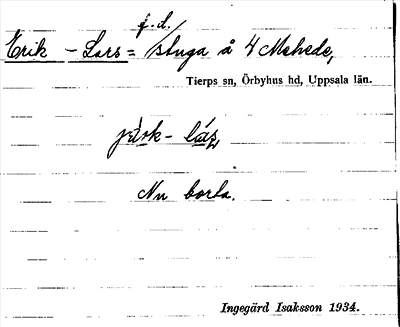 f. d.
Erik - Lars = stuga å 4 Mehede,
Tierps sn, Örbyhus hd, Uppsala län.
Nu borta.
Ingegärd Isaksson 1934.